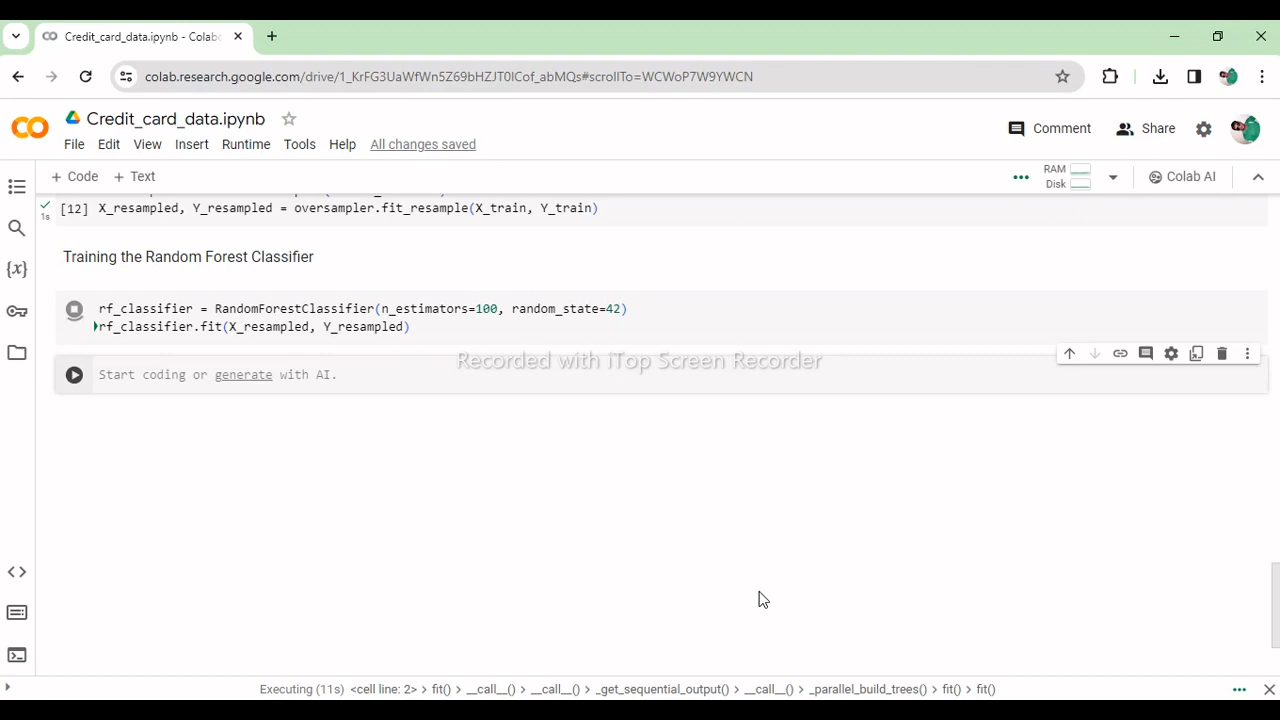 Credit_card_data.ipynb - Colabo
colab.research.google.com/drive/1_KrFG3UaWfWn5Z69bHZJT0ICof_abMQs#scrollTo=WCWoP7W9YWCN
Credit_card_data.ipynb
Comment
Share
File Edit View Insert Runtime Tools Help All changes saved
+ Code + Text
RAM
Disk
Colab AI
1s
[12] X_resampled, Y_resampled = oversampler.fit_resample(X_train, Y_train)
{x}
Training the Random Forest Classifier
rf_classifier = RandomForestClassifier(n_estimators=100, random_state=42)
rf_classifier.fit(X_resampled, Y_resampled)
Recorded with iTop Screen Recorder
Start coding or generate with AI.
Executing (11s) <cell line: 2> > fit() > __call__() > __call__() > _get_sequential_output() > __call__() > _parallel_build_trees() > fit() > fit()